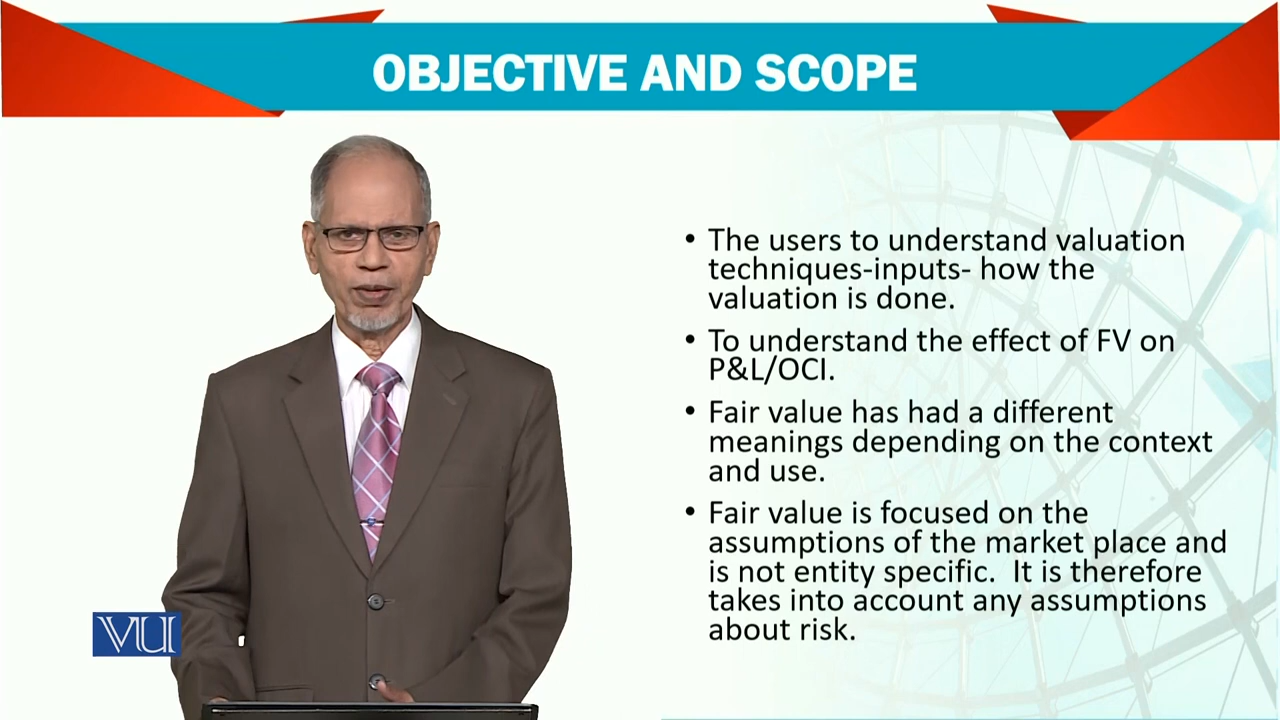 OBJECTIVE AND SCOPE
• The users to understand valuation
techniques-inputs- how the
valuation is done.
• To understand the effect of FV on
P&L/OCI.
• Fair value has had a different
meanings depending on the context
and use.
• Fair value is focused on the
assumptions of the market place and
is not entity specific.  It is therefore
takes into account any assumptions
about risk.
VU